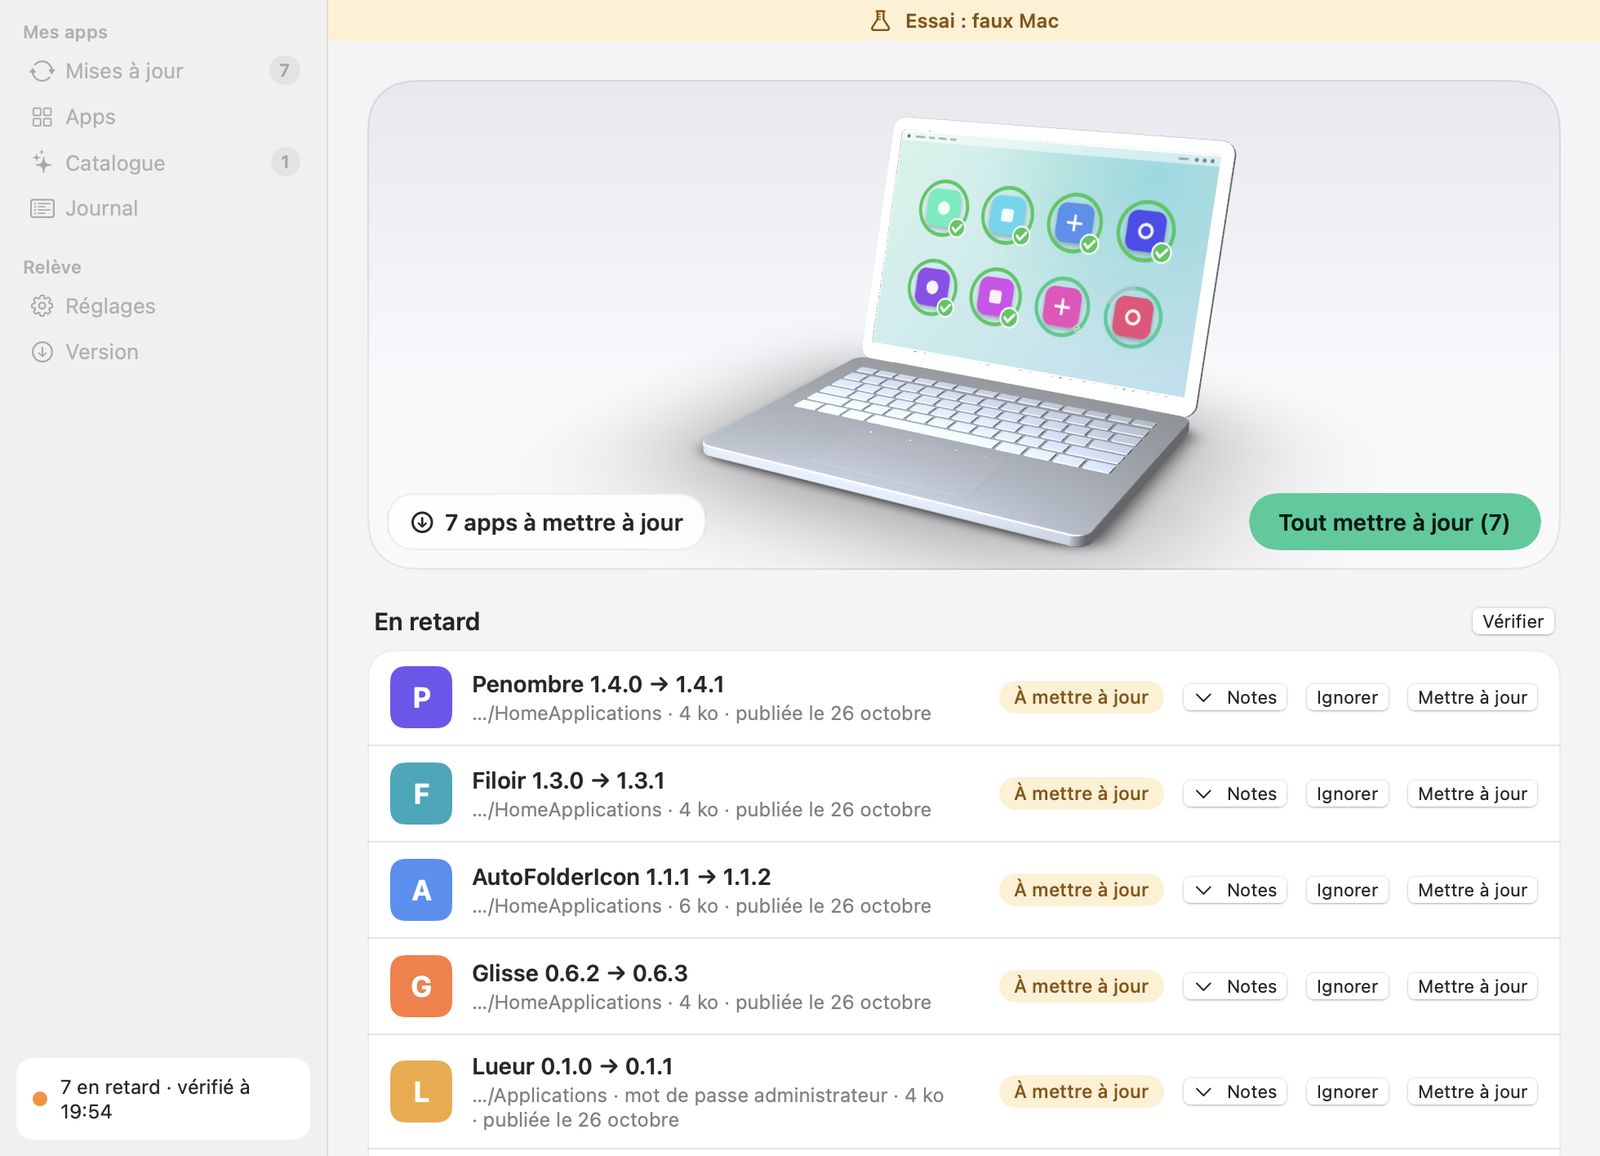 Mes apps
Mises à jour 7
Apps
Catalogue 1
Journal
Relève
Réglages
Version
7 en retard · vérifié à
19:54
Essai : faux Mac
7 apps à mettre à jour
Tout mettre à jour (7)
En retard
Vérifier
P
Penombre 1.4.0 → 1.4.1
.../HomeApplications · 4 ko · publiée le 26 octobre
À mettre à jour
Notes
Ignorer
Mettre à jour
F
Filoir 1.3.0 → 1.3.1
.../HomeApplications · 4 ko · publiée le 26 octobre
À mettre à jour
Notes
Ignorer
Mettre à jour
A
AutoFolderIcon 1.1.1 → 1.1.2
.../HomeApplications · 6 ko · publiée le 26 octobre
À mettre à jour
Notes
Ignorer
Mettre à jour
G
Glisse 0.6.2 → 0.6.3
.../HomeApplications · 4 ko · publiée le 26 octobre
À mettre à jour
Notes
Ignorer
Mettre à jour
L
Lueur 0.1.0 → 0.1.1
.../Applications · mot de passe administrateur · 4 ko
· publiée le 26 octobre
À mettre à jour
Notes
Ignorer
Mettre à jour